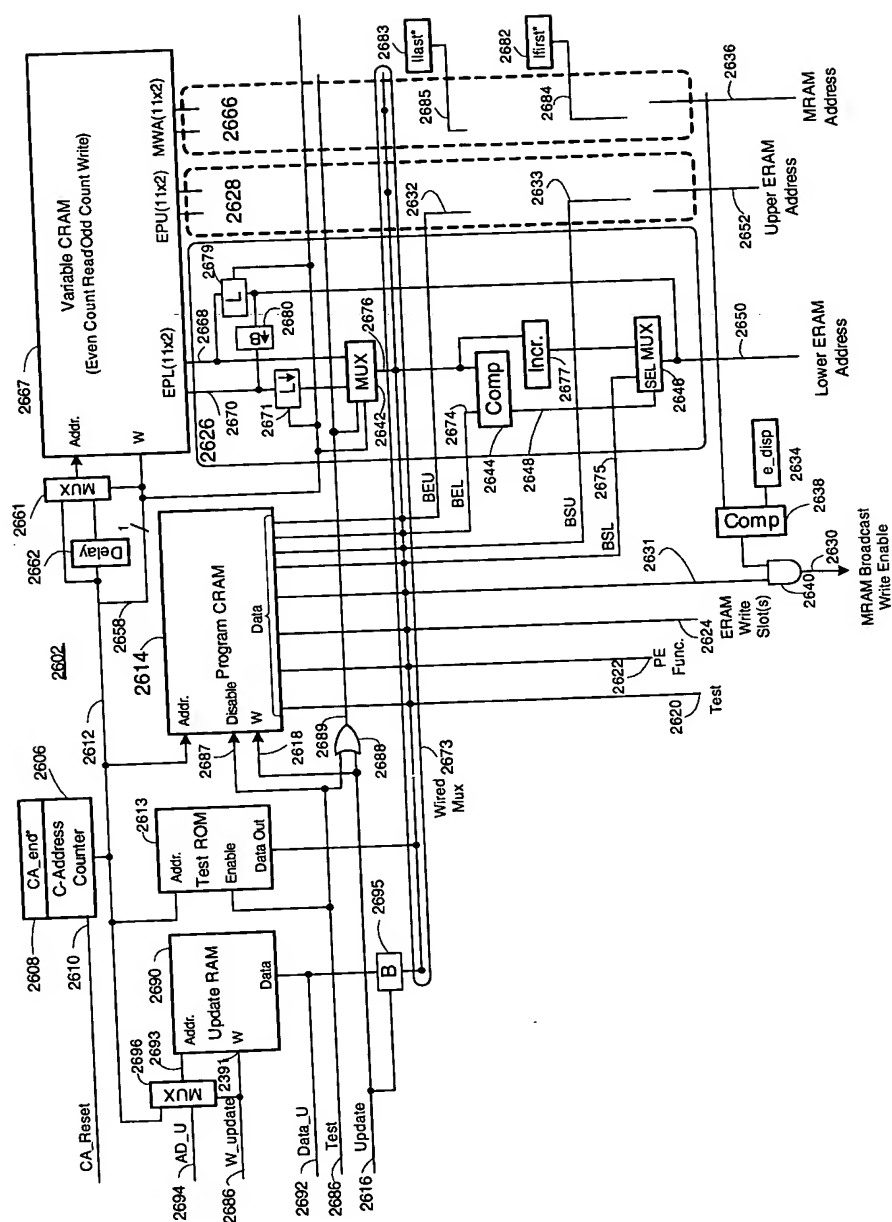 2602
2608
CA_end*
C-Address
Counter
2606
2610
CA_Reset
2612
2694
AD_U
2696
MUX
2693
2391
2686
W_update
2690
Addr.
Update RAM
W
Data
2692
Data_U
2686
Test
2616
Update
2695
B
2613
Addr.
Test ROM
Enable
Data Out
2614
Addr.
Disable
Program CRAM
W
Data
2687
2618
2689
2688
Wired
Mux
2673
2658
2662
Delay
2661
MUX
1
2667
Addr.
W
Variable CRAM
(Even Count Read/Odd Count Write)
EPL(11x2)
EPU(11x2)
MWA(11x2)
2626
2628
2666
2670
2668
2679
L
2680
B
2671
L
2676
MUX
2642
2683
Ilast*
2685
2682
Ifirst*
2684
2636
MRAM
Address
2632
2633
2652
Upper ERAM
Address
BEU
BEL
2674
Comp
2644
2648
Incr.
2677
BSU
BSL
2675
SEL MUX
2646
2650
Lower ERAM
Address
e_disp
2634
Comp
2638
2631
2640
2630
MRAM Broadcast
Write Enable
ERAM
Write
Slot(s)
2624
PE
Func.
2622
2620
Test